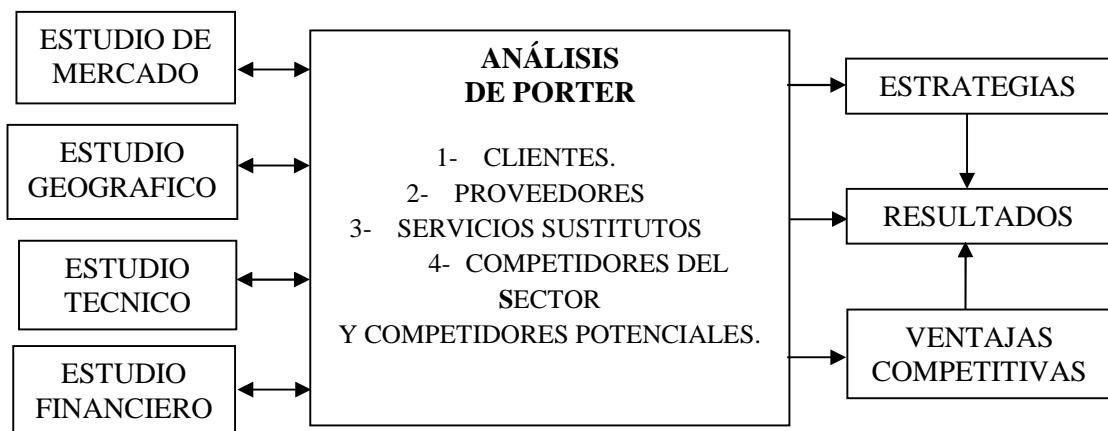 ESTUDIO DE
MERCADO
ESTUDIO
GEOGRAFICO
ESTUDIO
TECNICO
ESTUDIO
FINANCIERO
ANÁLISIS
DE PORTER
1- CLIENTES.
2- PROVEEDORES
3- SERVICIOS SUSTITUTOS
4- COMPETIDORES DEL
SECTOR
Y COMPETIDORES POTENCIALES.
ESTRATEGIAS
RESULTADOS
VENTAJAS
COMPETITIVAS